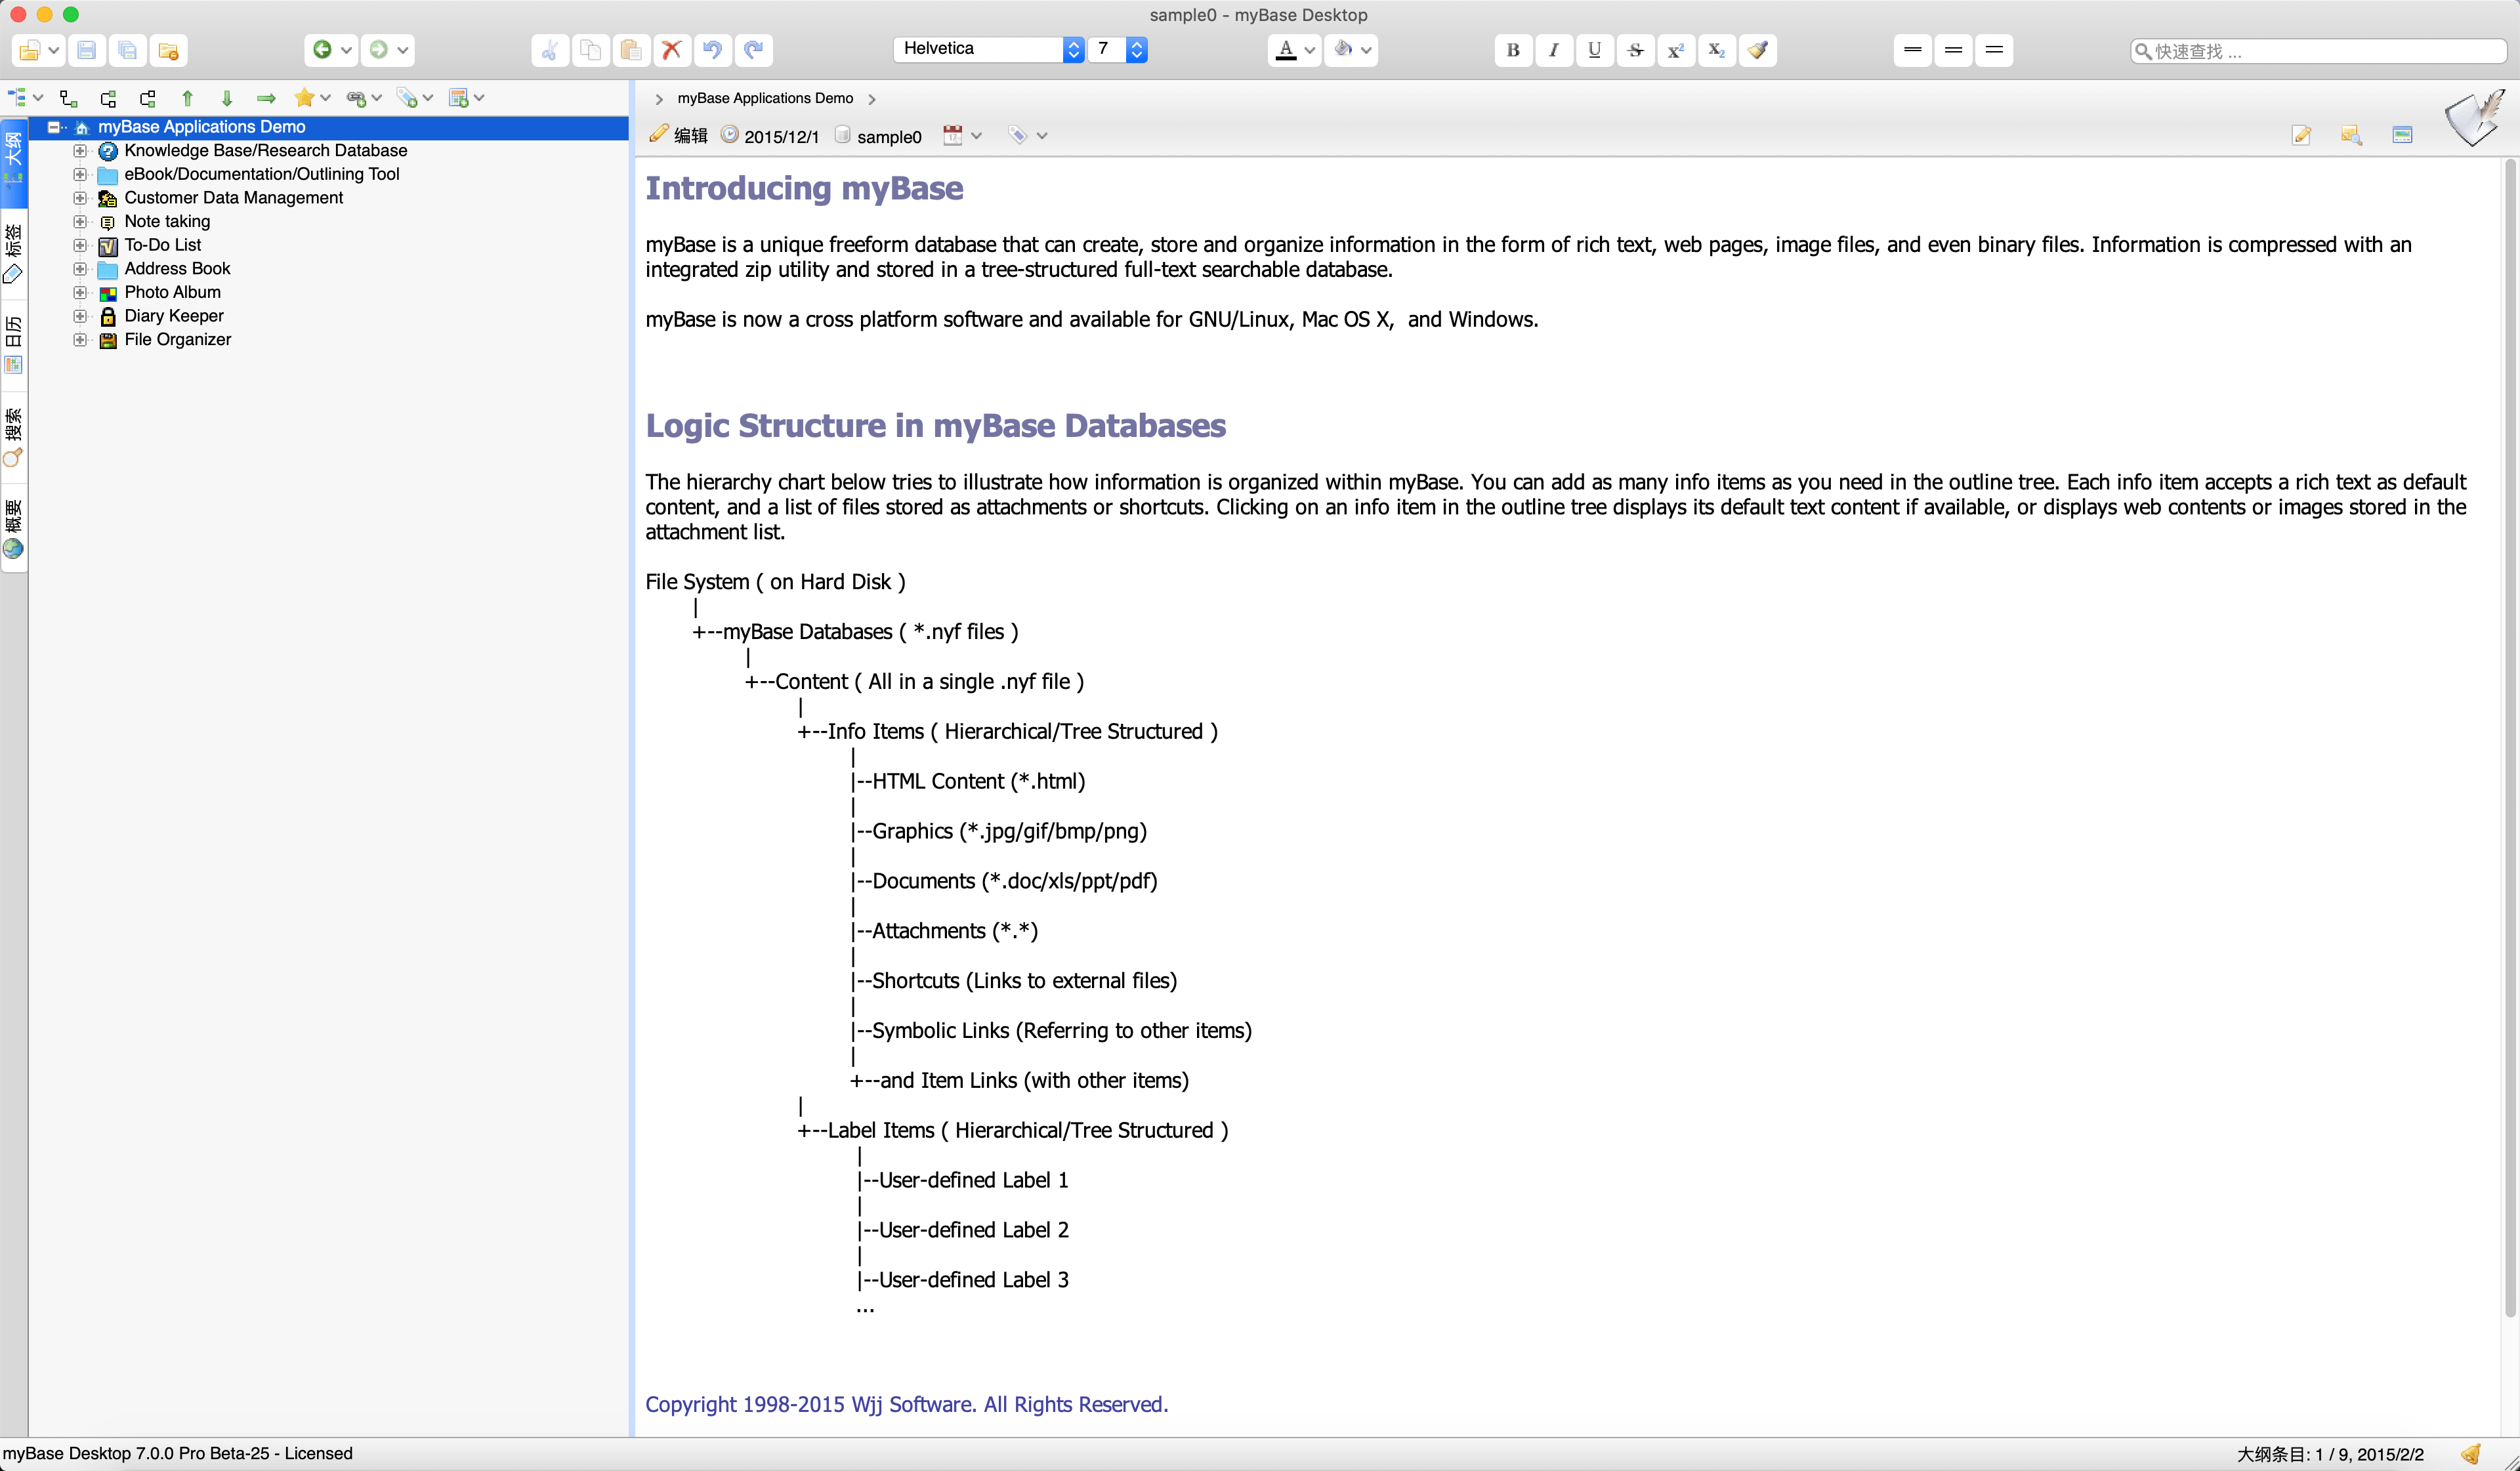 sample0 - myBase Desktop
Helvetica
7
快速查找 ...
大纲
标签
日历
搜索
概要
myBase Applications Demo
Knowledge Base/Research Database
eBook/Documentation/Outlining Tool
Customer Data Management
Note taking
To-Do List
Address Book
Photo Album
Diary Keeper
File Organizer
myBase Applications Demo
编辑 2015/12/1 sample0
Introducing myBase
myBase is a unique freeform database that can create, store and organize information in the form of rich text, web pages, image files, and even binary files. Information is compressed with an
integrated zip utility and stored in a tree-structured full-text searchable database.
myBase is now a cross platform software and available for GNU/Linux, Mac OS X,  and Windows.
Logic Structure in myBase Databases
The hierarchy chart below tries to illustrate how information is organized within myBase. You can add as many info items as you need in the outline tree. Each info item accepts a rich text as default
content, and a list of files stored as attachments or shortcuts. Clicking on an info item in the outline tree displays its default text content if available, or displays web contents or images stored in the
attachment list.
File System ( on Hard Disk )
|
+--myBase Databases ( *.nyf files )
|
+--Content ( All in a single .nyf file )
|
+--Info Items ( Hierarchical/Tree Structured )
|
|--HTML Content (*.html)
|
|--Graphics (*.jpg/gif/bmp/png)
|
|--Documents (*.doc/xls/ppt/pdf)
|
|--Attachments (*.*)
|
|--Shortcuts (Links to external files)
|
|--Symbolic Links (Referring to other items)
|
+--and Item Links (with other items)
|
+--Label Items ( Hierarchical/Tree Structured )
|
|--User-defined Label 1
|
|--User-defined Label 2
|
|--User-defined Label 3
...
Copyright 1998-2015 Wjj Software. All Rights Reserved.
myBase Desktop 7.0.0 Pro Beta-25 - Licensed
大纲条目: 1 / 9, 2015/2/2